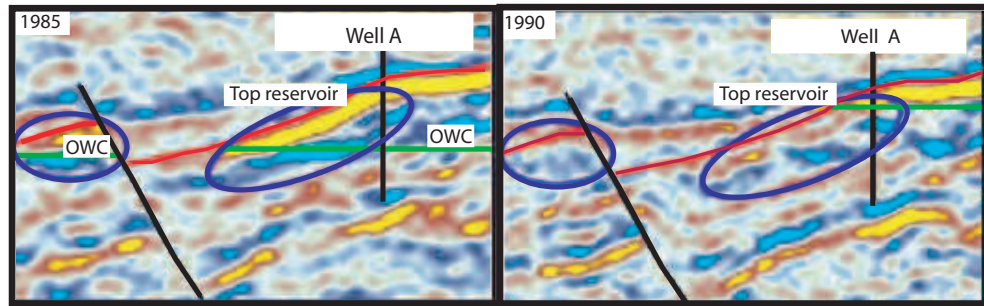 1985
Well A
Top reservoir
OWC
OWC
1990
Well A
Top reservoir